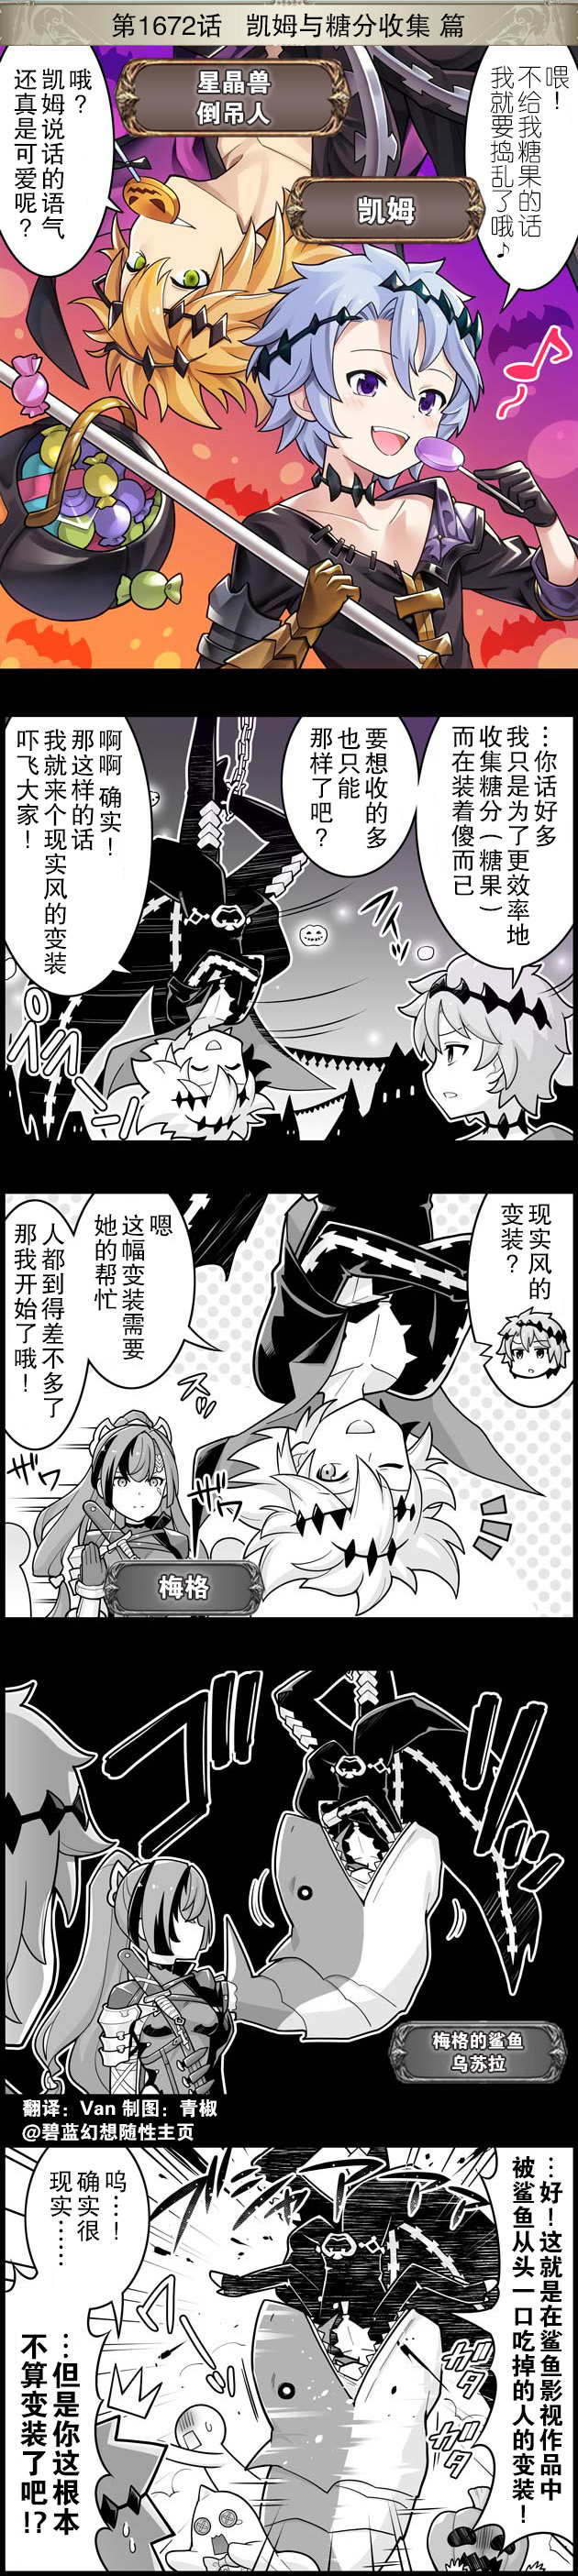 第1672话 凯姆与糖分收集 篇
喂！
不给我糖果的话
我就要捣乱了哦♪
星晶兽
倒吊人
凯姆
哦？
凯姆说话的语气
还真是可爱呢？
…你话好多
我只是为了更效率地
收集糖分（糖果）
而在装着傻而已
要想收的多
也只能
那样了吧？
啊啊 确实！
那这样的话
我就来个现实风的变装
吓飞大家！
现实风的
变装？
嗯
这幅变装需要
她的帮忙
人都到得差不多了
那我开始了哦！
ズズ
ザワ
ザワ
梅格
梅格的鲨鱼
乌苏拉
翻译：Van 制图：青椒
@碧蓝幻想随性主页
…好！这就是在鲨鱼影视作品中
被鲨鱼从头一口吃掉的人的变装！
呜…！
确实很
现实……
ガタ
ガタ
…但是你这根本
不算变装了吧!?